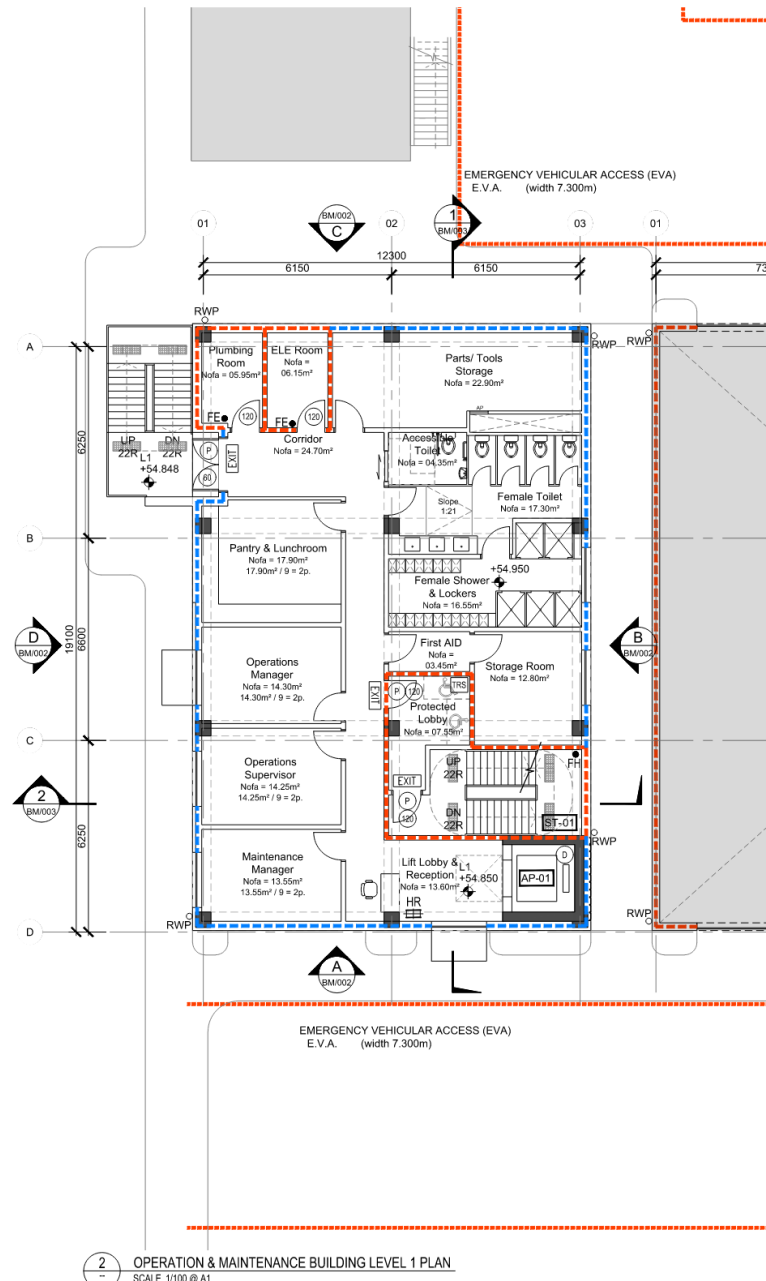 EMERGENCY VEHICULAR ACCESS (EVA)
E.V.A. (width 7.300m)
01
BM/002
C
02
1
BM/003
03
01
12300
6150
6150
73
RWP
RWP
RWP
A
Plumbing
Room
Nofa = 05.95m²
ELE Room
Nofa =
06.15m²
Parts/ Tools
Storage
Nofa = 22.90m²
AP
FE
120
FE
120
Corridor
Nofa = 24.70m²
Accessible
Toilet
Nofa = 04.35m²
6250
UP
22R
DN
22R
L1
+54.848
P
60
EXIT
Female Toilet
Nofa = 17.30m²
Slope
1:21
B
Pantry & Lunchroom
Nofa = 17.90m²
17.90m² / 9 = 2p.
+54.950
Female Shower
& Lockers
Nofa = 16.55m²
D
BM/002
19100
6600
B
BM/002
First AID
Nofa =
03.45m²
Storage Room
Nofa = 12.80m²
Operations
Manager
Nofa = 14.30m²
14.30m² / 9 = 2p.
EXIT
P
120
TRS
Protected
Lobby
Nofa = 07.55m²
C
Operations
Supervisor
Nofa = 14.25m²
14.25m² / 9 = 2p.
UP
22R
FH
EXIT
2
BM/003
P
120
DN
22R
ST-01
6250
RWP
Maintenance
Manager
Nofa = 13.55m²
13.55m² / 9 = 2p.
Lift Lobby &
Reception
Nofa = 13.60m²
L1
+54.850
D
AP-01
HR
RWP
RWP
D
A
BM/002
EMERGENCY VEHICULAR ACCESS (EVA)
E.V.A. (width 7.300m)
2
--
OPERATION & MAINTENANCE BUILDING LEVEL 1 PLAN
SCALE 1/100 @ A1